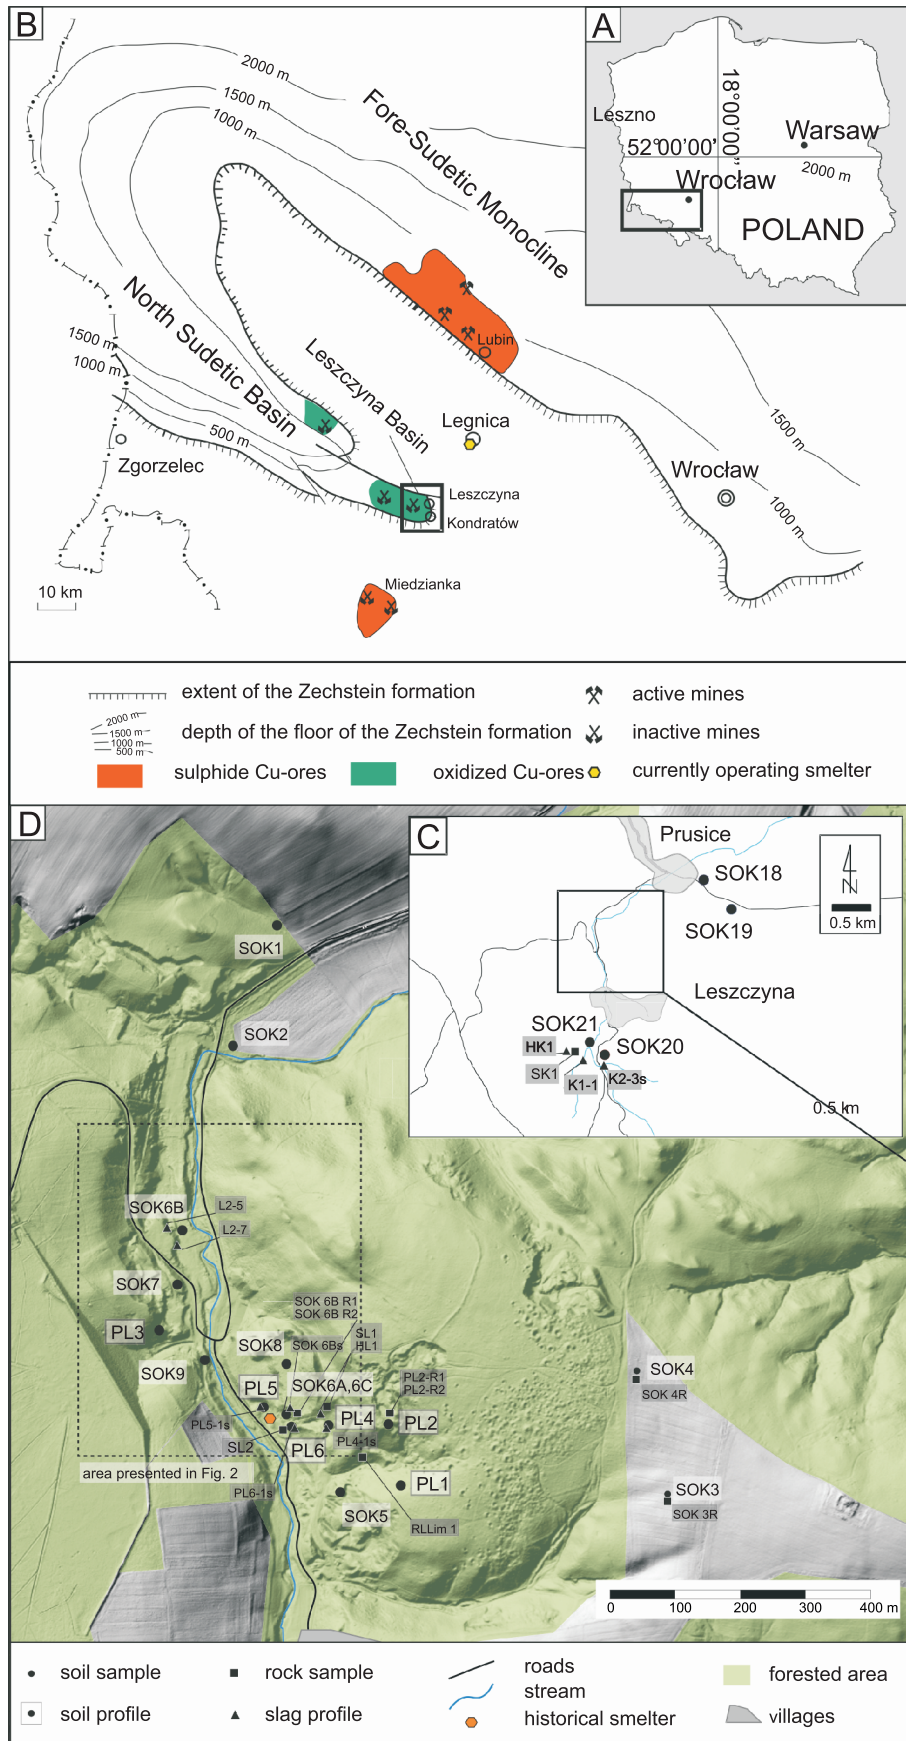 B
A
2000 m
1500 m
1000 m
Fore-Sudetic Monocline
Leszno
18°00'00''
52°00'00'
Warsaw
2000 m
Wrocław
POLAND
North Sudetic Basin
Leszczyna Basin
Lubin
1500 m
1000 m
500 m
Legnica
Zgorzelec
Wrocław
1500 m
1000 m
Leszczyna
Kondratów
Miedzianka
10 km
extent of the Zechstein formation
active mines
2000 m
1500 m
1000 m
500 m
depth of the floor of the Zechstein formation
inactive mines
sulphide Cu-ores
oxidized Cu-ores
currently operating smelter
D
C
Prusice
SOK18
SOK19
N
0.5 km
Leszczyna
SOK21
HK1
SOK20
SK1
K1-1
K2-3s
0.5 km
SOK1
SOK2
SOK6B
L2-5
L2-7
SOK7
SOK 6B R1
SOK 6B R2
PL3
SOK8
SOK 6Bs
SL1
HL1
SOK9
SOK6A,6C
PL2-R1
PL2-R2
SOK4
SOK 4R
PL5
PL5-1s
PL4
PL2
SL2
PL6
PL4-1s
area presented in Fig. 2
PL6-1s
SOK5
PL1
SOK3
SOK 3R
RLLim 1
0 100 200 300 400 m
soil sample
rock sample
roads
forested area
stream
soil profile
slag profile
historical smelter
villages